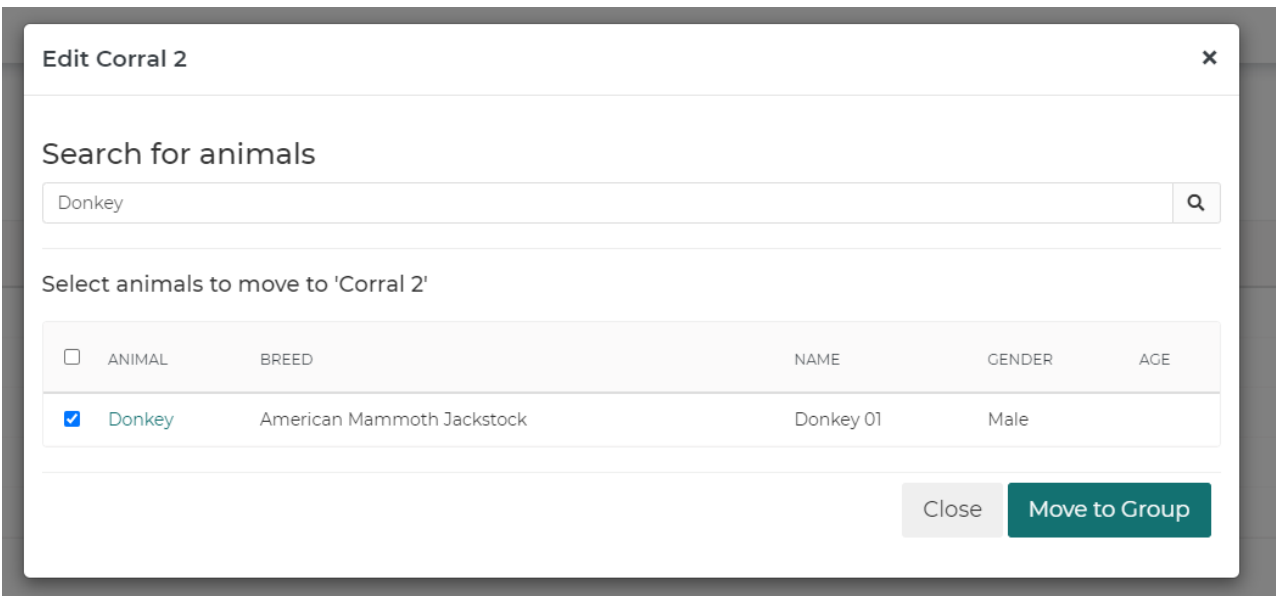 Edit Corral 2 ×
Search for animals
Donkey
Select animals to move to 'Corral 2'
ANIMAL BREED NAME GENDER AGE
Donkey American Mammoth Jackstock Donkey 01 Male
Close Move to Group